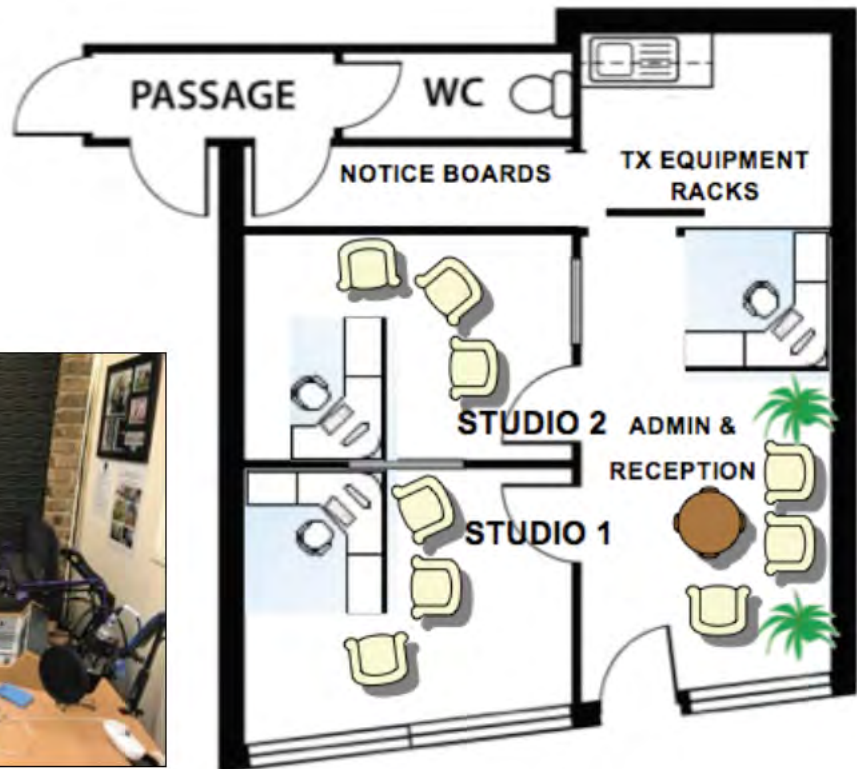 PASSAGE
WC
NOTICE BOARDS
TX EQUIPMENT
RACKS
STUDIO 2
ADMIN &
RECEPTION
STUDIO 1